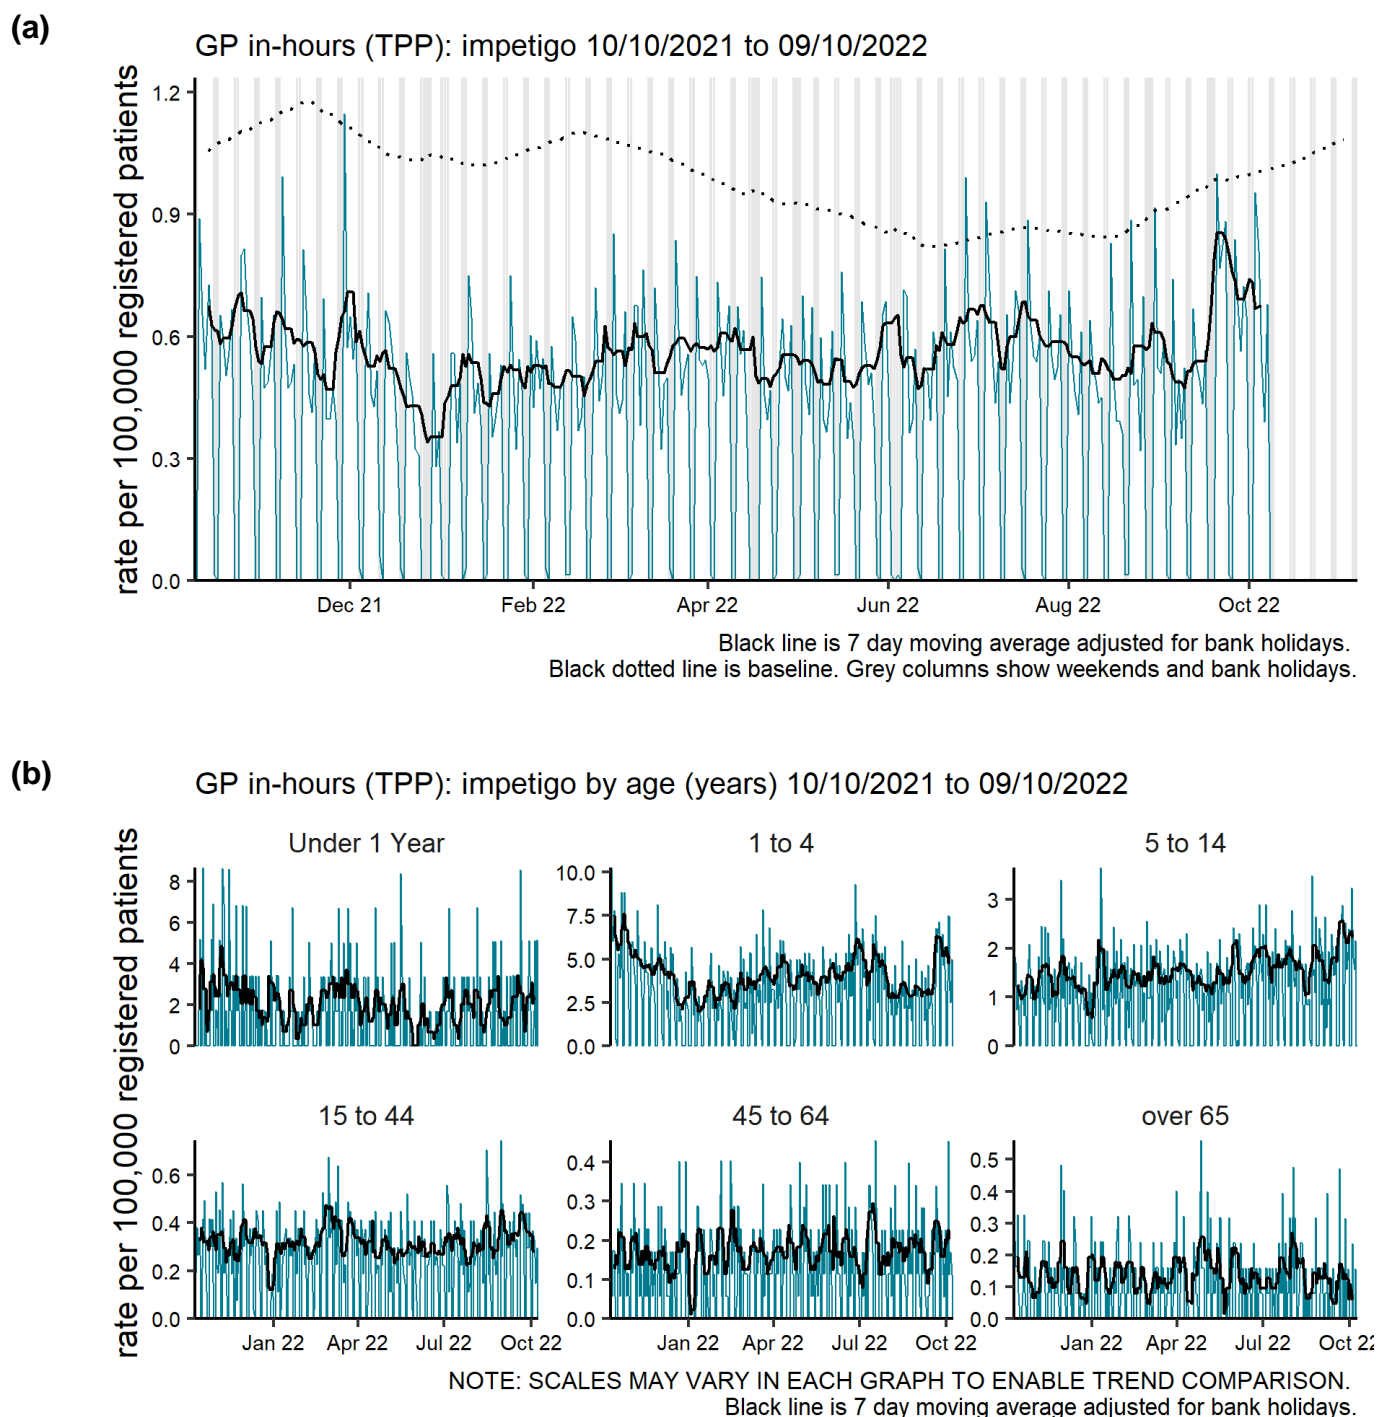 (a)
GP in-hours (TPP): impetigo 10/10/2021 to 09/10/2022
rate per 100,000 registered patients
1.2
0.9
0.6
0.3
0.0
Dec 21 Feb 22 Apr 22 Jun 22 Aug 22 Oct 22
Black line is 7 day moving average adjusted for bank holidays.
Black dotted line is baseline. Grey columns show weekends and bank holidays.
(b)
GP in-hours (TPP): impetigo by age (years) 10/10/2021 to 09/10/2022
rate per 100,000 registered patients
Under 1 Year
8
6
4
2
0
1 to 4
10.0
7.5
5.0
2.5
0.0
5 to 14
3
2
1
0
15 to 44
0.6
0.4
0.2
0.0
Jan 22 Apr 22 Jul 22 Oct 22
45 to 64
0.4
0.3
0.2
0.1
0.0
Jan 22 Apr 22 Jul 22 Oct 22
over 65
0.5
0.4
0.3
0.2
0.1
0.0
Jan 22 Apr 22 Jul 22 Oct 22
NOTE: SCALES MAY VARY IN EACH GRAPH TO ENABLE TREND COMPARISON.
Black line is 7 day moving average adjusted for bank holidays.